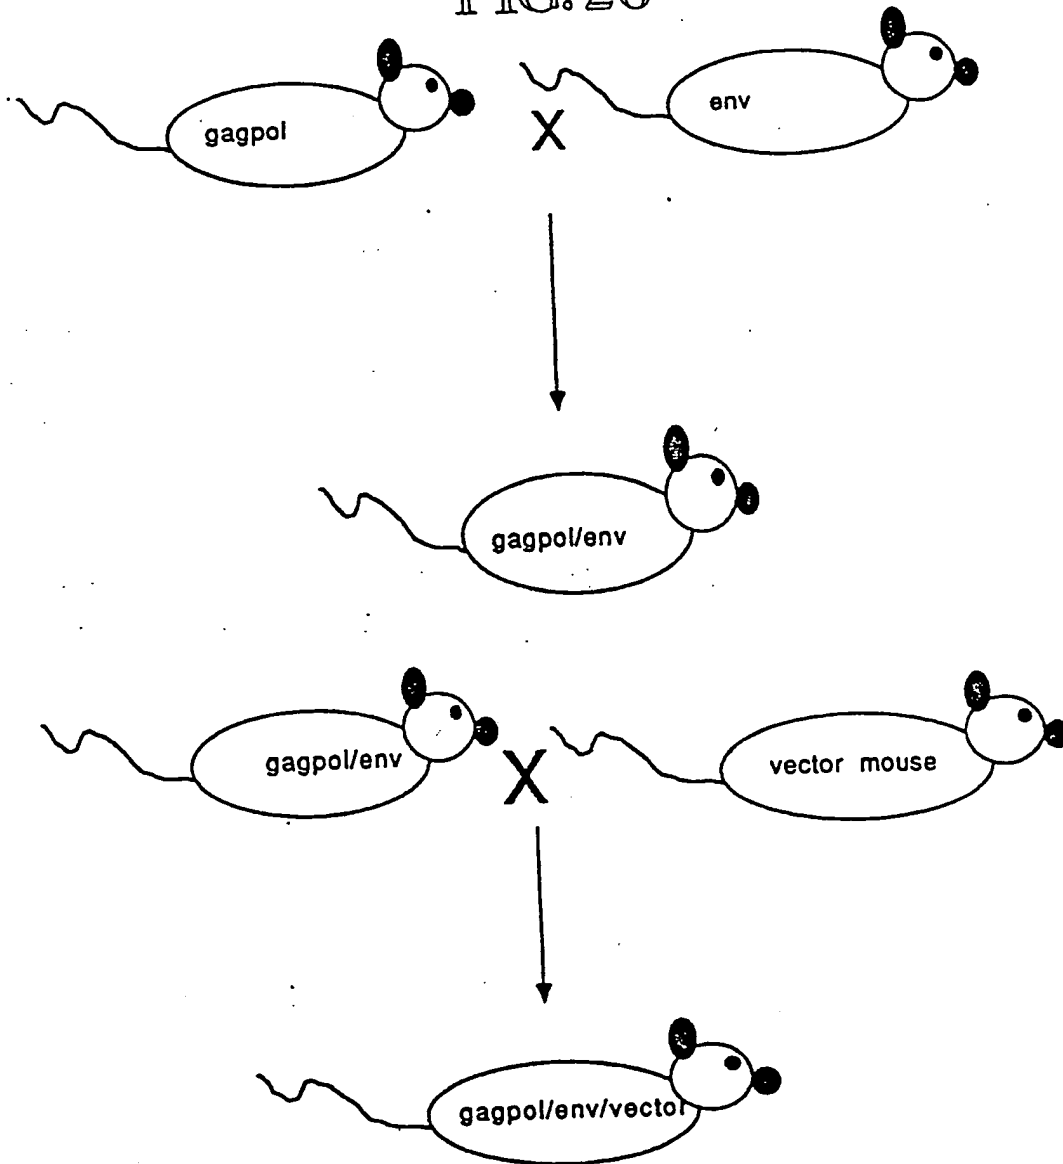 gagpol
X
env
gagpol/env
gagpol/env
X
vector mouse
gagpol/env/vector